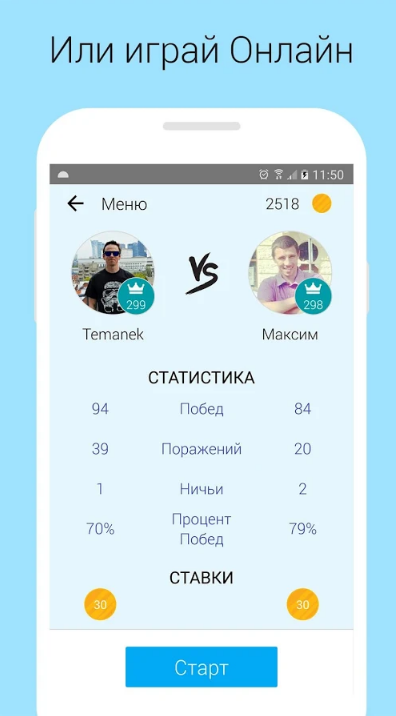 Или играй Онлайн
11:50
Меню
2518
299
VS
298
Temanek
Максим
СТАТИСТИКА
94 Побед 84
39 Поражений 20
1 Ничьи 2
70% Процент Побед 79%
СТАВКИ
30 30
Старт